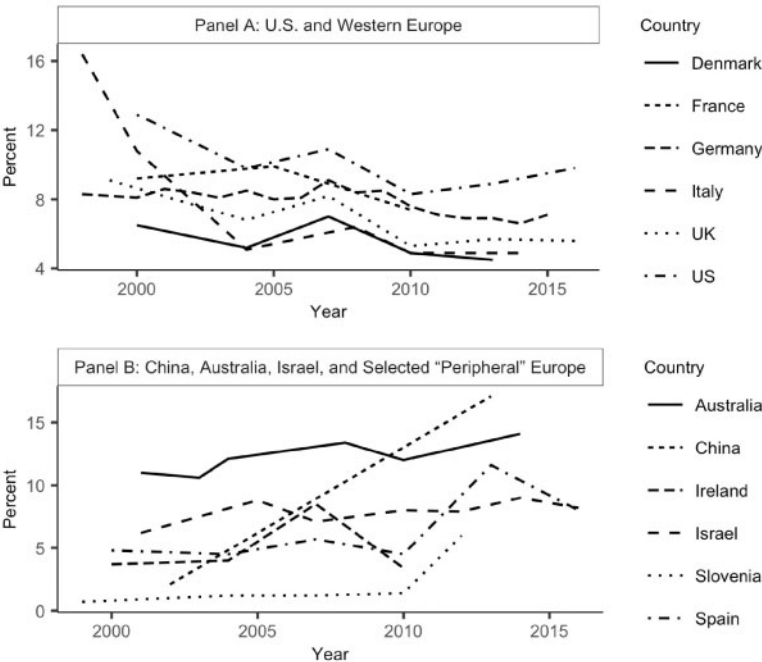 Panel A: U.S. and Western Europe
Country
16
12
8
4
Percent
2000 2005 2010 2015
Year
Denmark
France
Germany
Italy
UK
US
Panel B: China, Australia, Israel, and Selected “Peripheral” Europe
Country
15
10
5
0
Percent
2000 2005 2010 2015
Year
Australia
China
Ireland
Israel
Slovenia
Spain